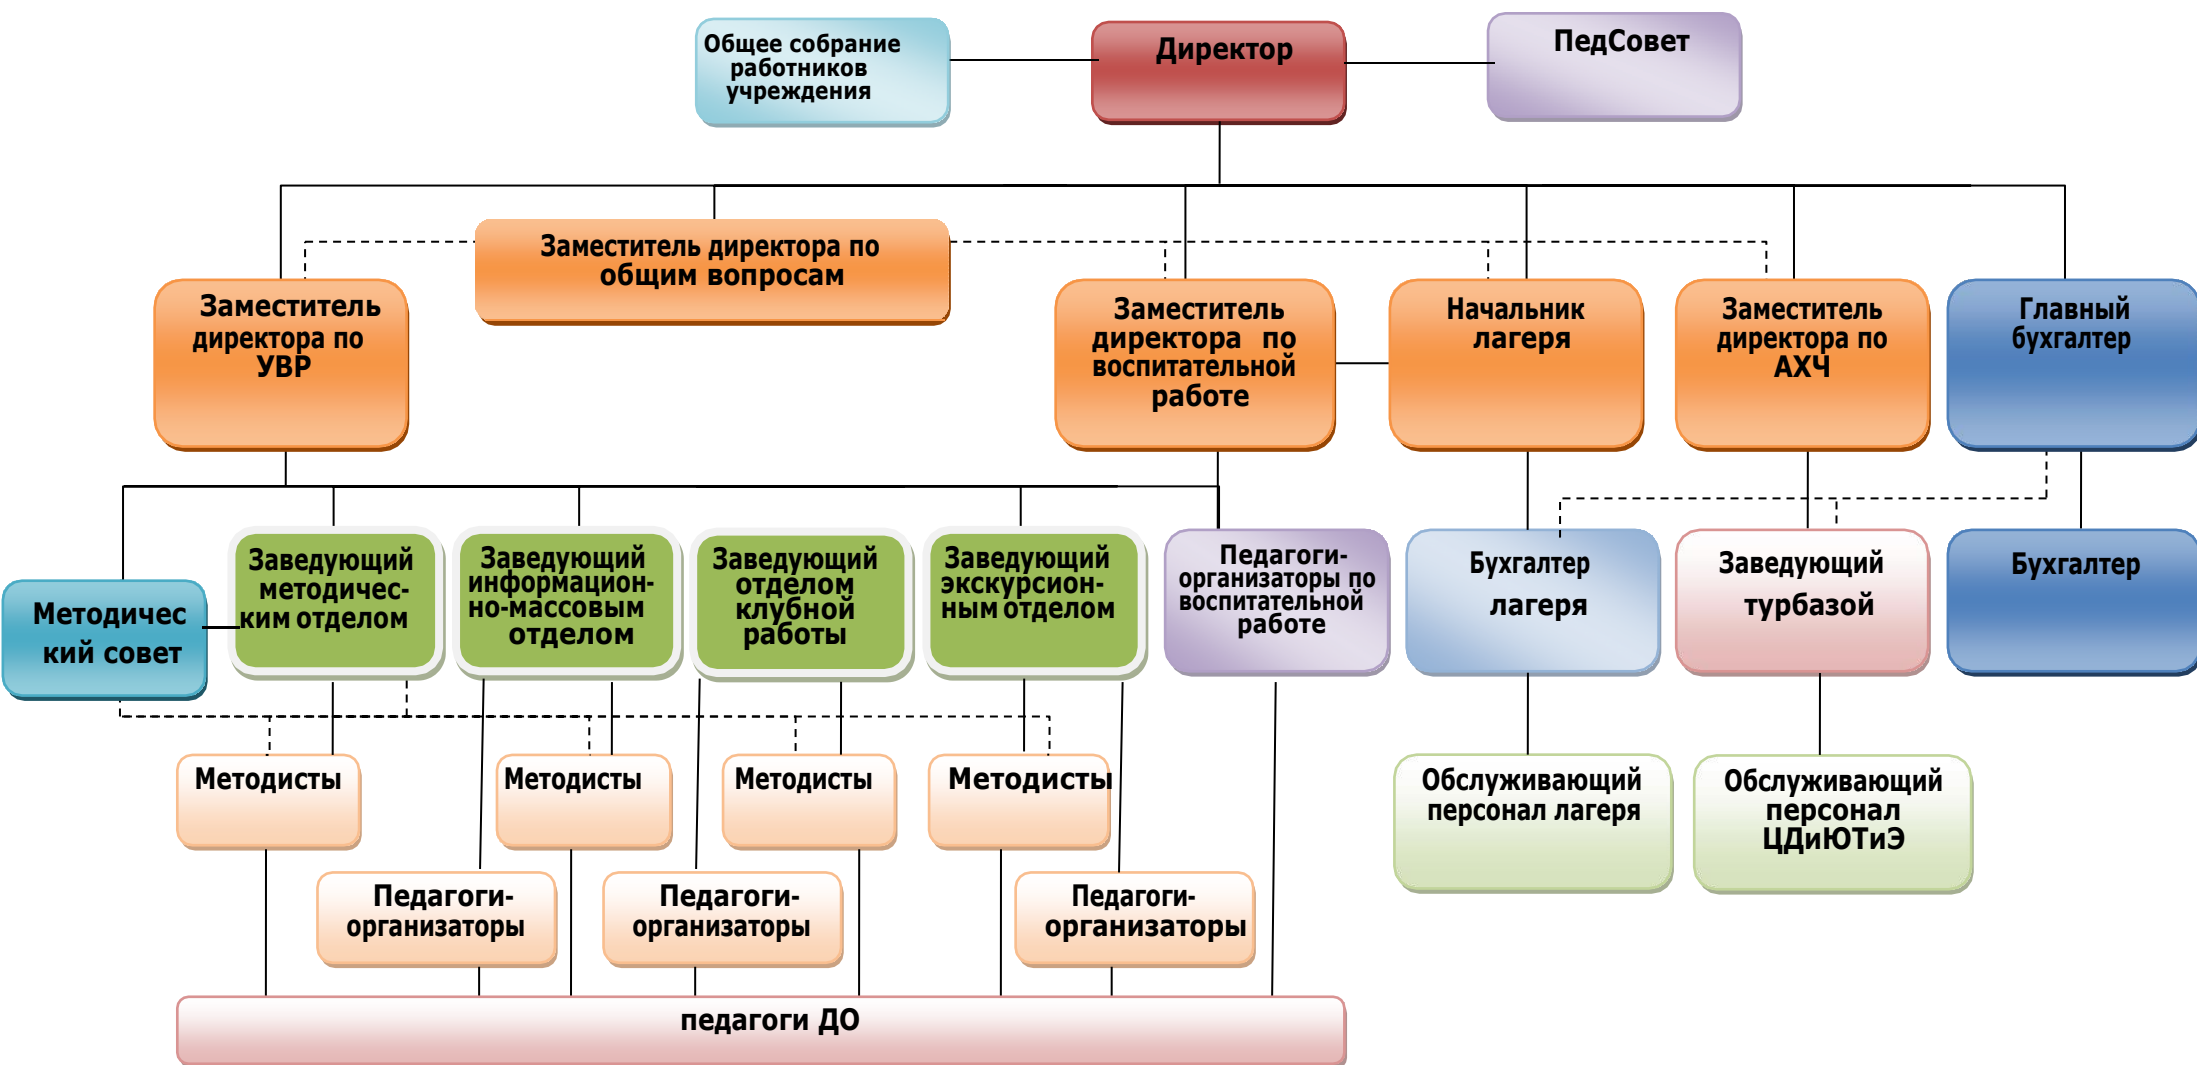 Общее собрание
работников
учреждения
Директор
ПедСовет
Заместитель директора по
общим вопросам
Заместитель
директора по
УВР
Заместитель
директора по
воспитательной
работе
Начальник
лагеря
Заместитель
директора по
АХЧ
Главный
бухгалтер
Методичес
кий совет
Заведующий
методичес-
ким отделом
Заведующий
информацион-
но-массовым
отделом
Заведующий
отделом
клубной
работы
Заведующий
экскурсион-
ным отделом
Педагоги-
организаторы по
воспитательной
работе
Бухгалтер
лагеря
Заведующий
турбазой
Бухгалтер
Методисты
Методисты
Методисты
Методисты
Обслуживающий
персонал лагеря
Обслуживающий
персонал
ЦДиЮТиЭ
Педагоги-
организаторы
Педагоги-
организаторы
Педагоги-
организаторы
педагоги ДО